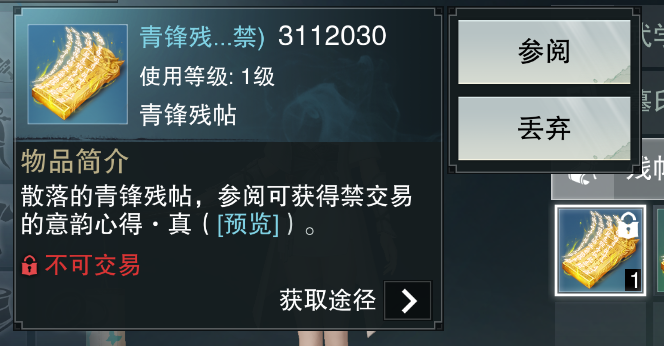 青锋残...禁) 3112030
使用等级: 1级
青锋残帖
物品简介
散落的青锋残帖，参阅可获得禁交易
的意韵心得·真（[预览]）。
不可交易
获取途径
参阅
丢弃
1